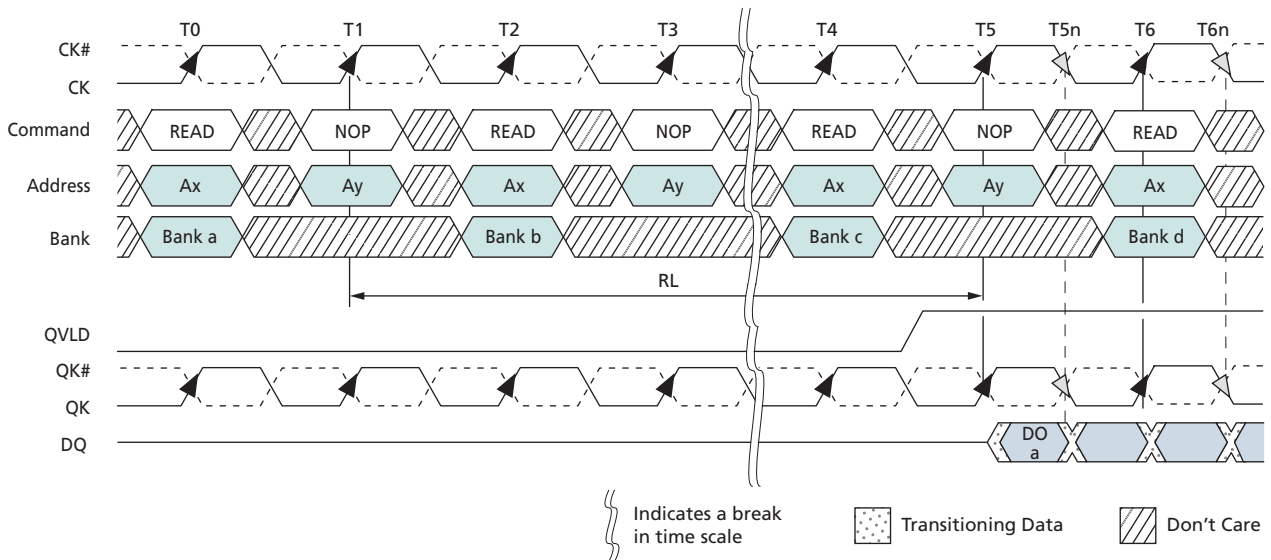 T0 T1 T2 T3 T4 T5 T5n T6 T6n
CK#
CK
Command READ NOP READ NOP READ NOP READ
Address Ax Ay Ax Ay Ax Ay Ax
Bank Bank a Bank b Bank c Bank d
RL
QVLD
QK#
QK
DQ DO
a
Indicates a break
in time scale
Transitioning Data
Don't Care